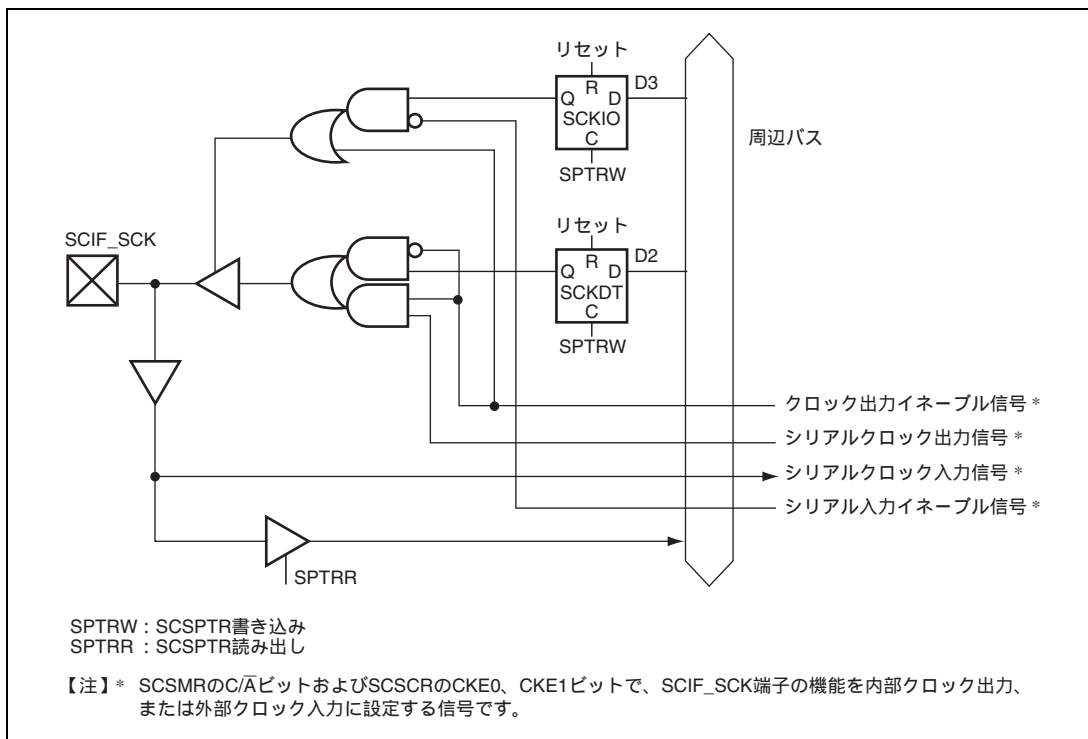 リセット
R
D3
Q D
SCKIO
C
SPTRW
周辺バス
リセット
R
D2
Q D
SCKDT
C
SPTRW
SCIF_SCK
クロック出力イネーブル信号 *
シリアルクロック出力信号 *
シリアルクロック入力信号 *
シリアル入力イネーブル信号 *
SPTRR
SPTRW : SCSPTR書き込み
SPTRR : SCSPTR読み出し
【注】* SCSMRのC/A̅ビットおよびSCSCRのCKE0、CKE1ビットで、SCIF_SCK端子の機能を内部クロック出力、
または外部クロック入力に設定する信号です。